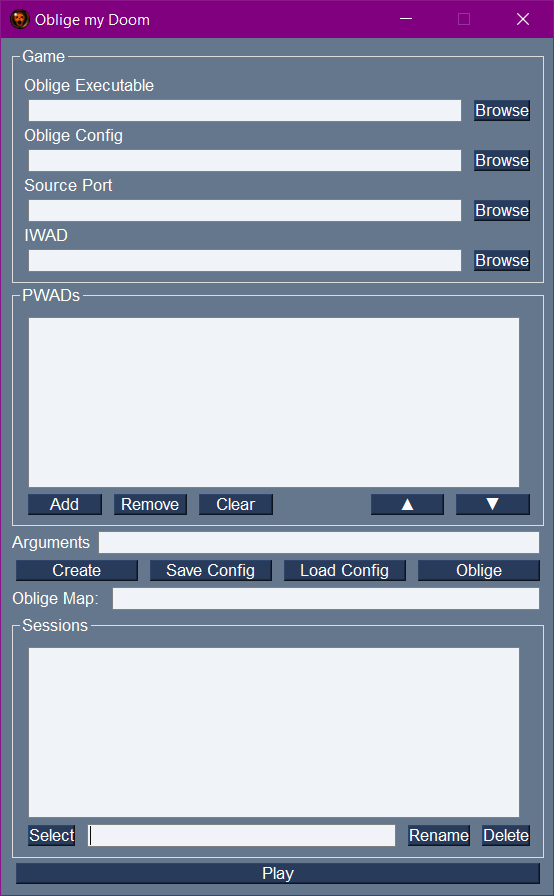 Oblige my Doom
Game
Oblige Executable
Browse
Oblige Config
Browse
Source Port
Browse
IWAD
Browse
PWADs
Add Remove Clear ▲ ▼
Arguments
Create Save Config Load Config Oblige
Oblige Map:
Sessions
Select Rename Delete
Play